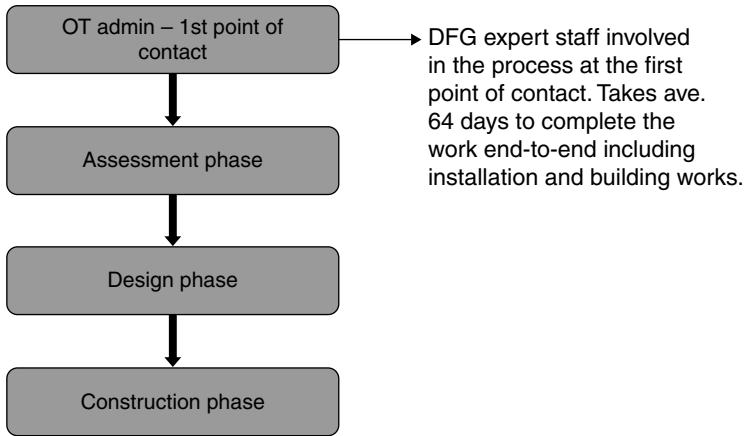 OT admin – 1st point of
contact
DFG expert staff involved
in the process at the first
point of contact. Takes ave.
64 days to complete the
work end-to-end including
installation and building works.
Assessment phase
Design phase
Construction phase